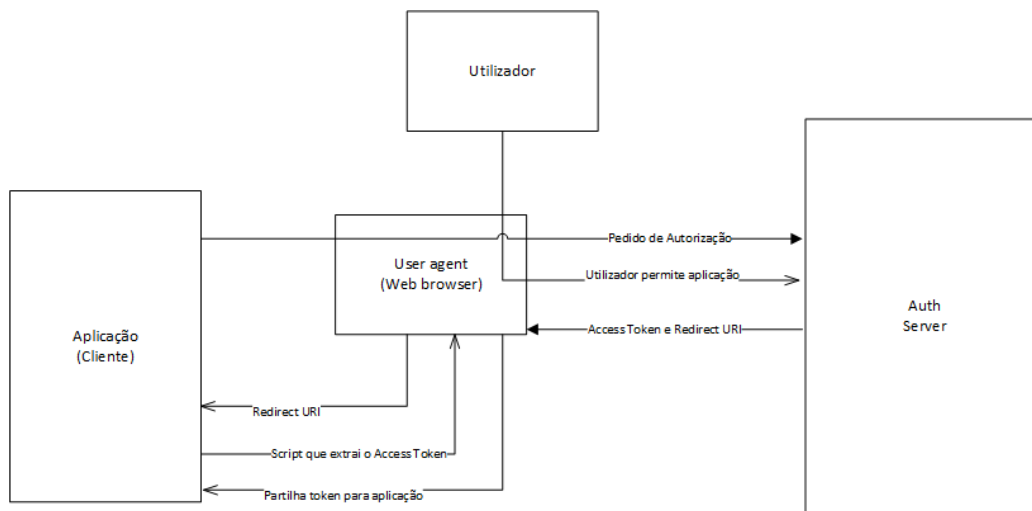 Utilizador
Pedido de Autorização
User agent
(Web browser)
Utilizador permite aplicação
Auth
Server
Access Token e Redirect URI
Aplicação
(Cliente)
Redirect URI
Script que extrai o Access Token
Partilha token para aplicação